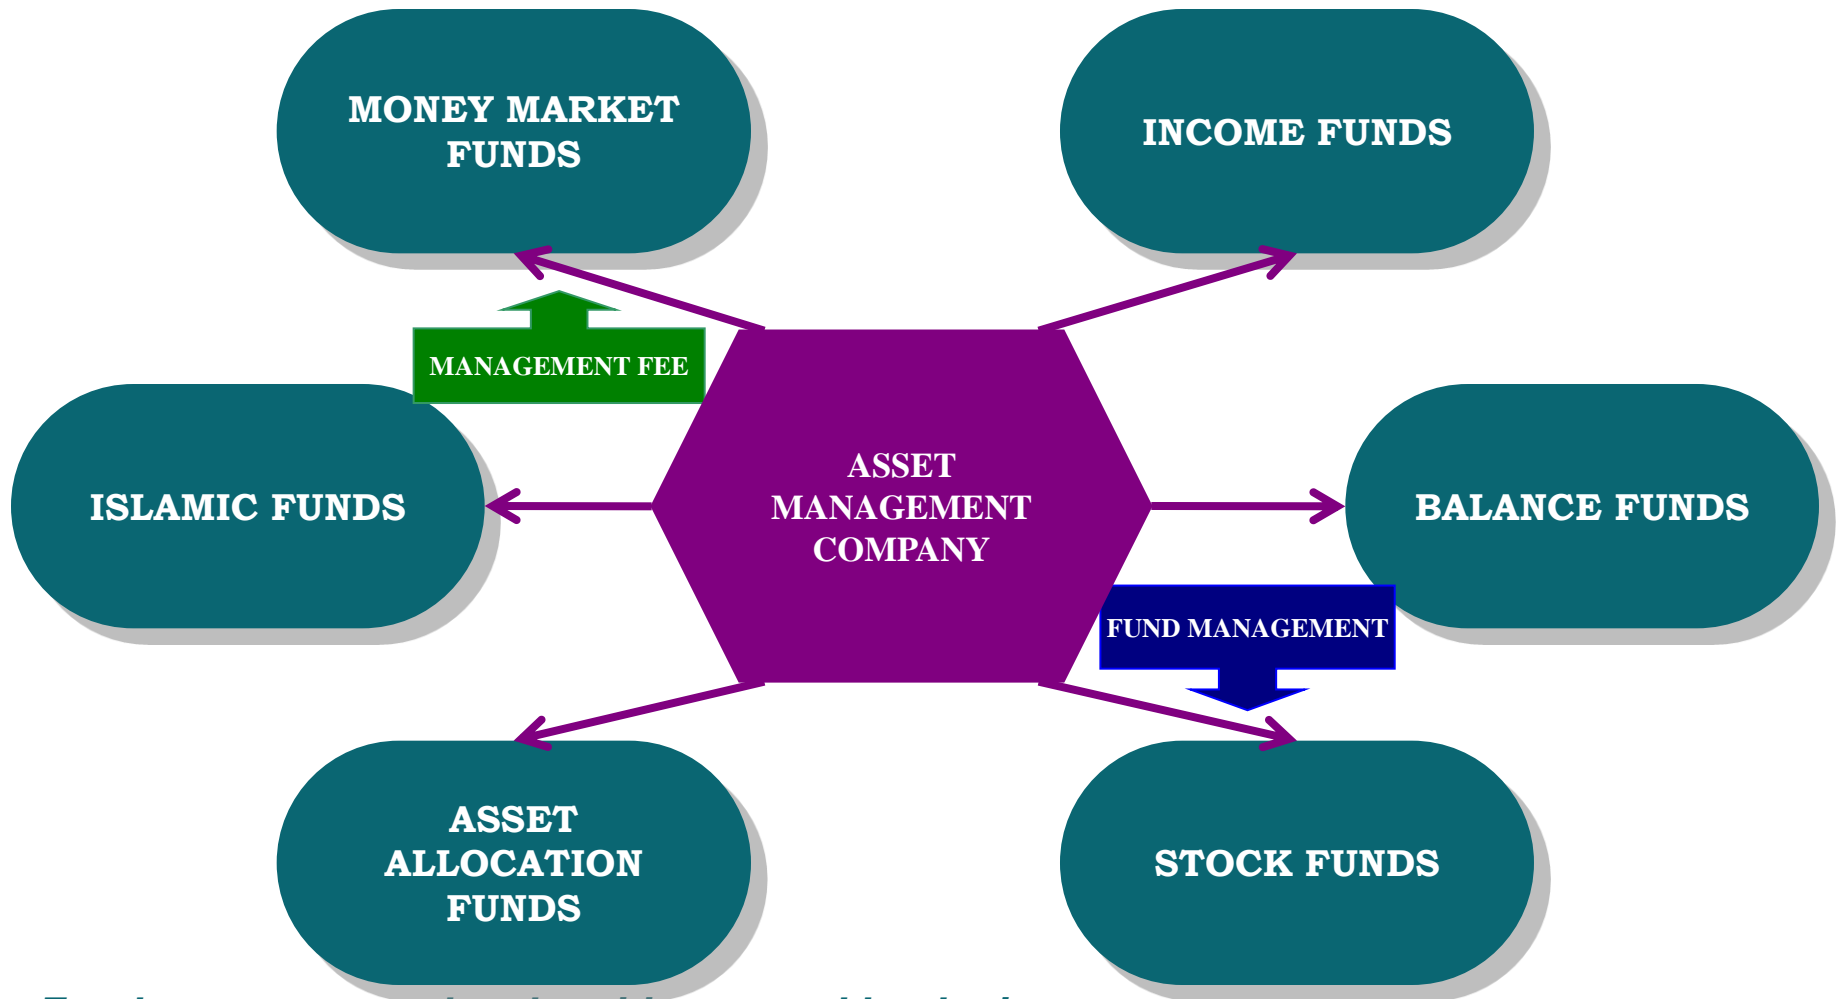 MONEY MARKET
FUNDS
INCOME FUNDS
MANAGEMENT FEE
ISLAMIC FUNDS
ASSET
MANAGEMENT
COMPANY
BALANCE FUNDS
FUND MANAGEMENT
ASSET
ALLOCATION
FUNDS
STOCK FUNDS